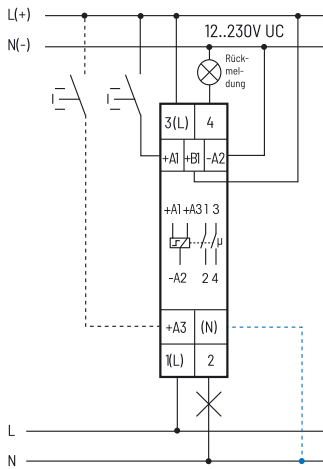 L(+)
N(-)
12..230V UC
Rück-
mel-
dung
3(L) 4
+A1 +B1 -A2
+A1 +A3 1 3
µ
-A2 2 4
+A3 (N)
1(L) 2
L
N